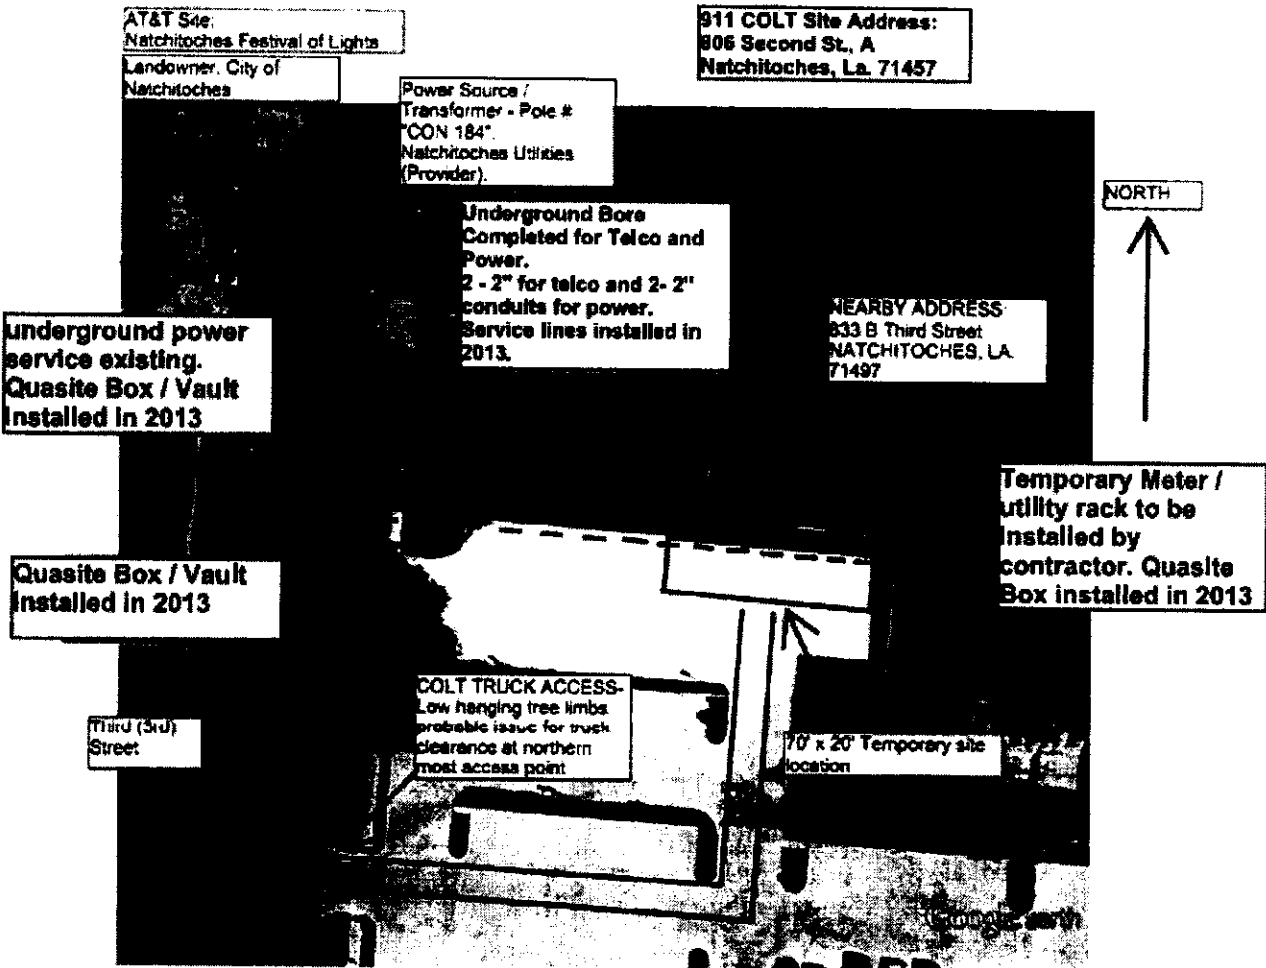 AT&T Site:
Natchitoches Festival of Lights
Landowner. City of
Natchitoches
911 COLT Site Address:
806 Second St., A
Natchitoches, La. 71457
Power Source /
Transformer - Pole #
"CON 184".
Natchitoches Utilities
(Provider).
NORTH
Underground Bore
Completed for Telco and
Power.
2 - 2" for telco and 2- 2"
conduits for power.
Service lines installed in
2013.
NEARBY ADDRESS
833 B Third Street
NATCHITOCHES, LA.
71497
underground power
service existing.
Quasite Box / Vault
Installed in 2013
Temporary Meter /
utility rack to be
Installed by
contractor. Quasite
Box installed in 2013
Quasite Box / Vault
Installed in 2013
COLT TRUCK ACCESS-
Low hanging tree limbs
probable issue for truck
clearance at northern
most access point
Third (3rd)
Street
70' x 20' Temporary site
location
Google earth